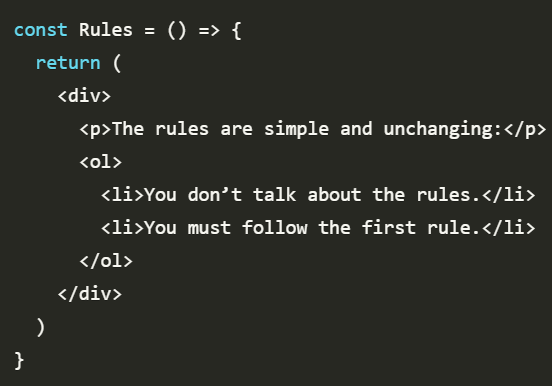 const Rules = () => {
  return (
    <div>
      <p>The rules are simple and unchanging:</p>
      <ol>
        <li>You don’t talk about the rules.</li>
        <li>You must follow the first rule.</li>
      </ol>
    </div>
  )
}